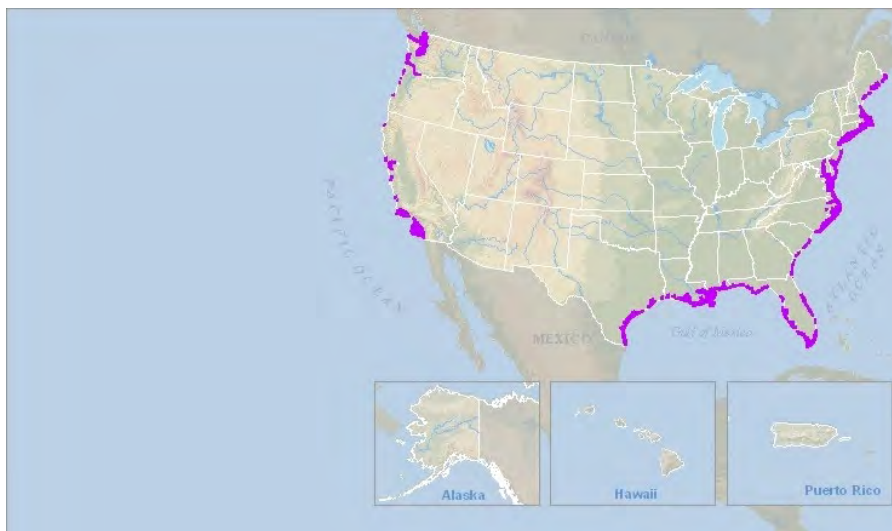 CANADA
PACIFIC OCEAN
ATLANTIC
OCEAN
MEXICO
Gulf of Mexico
Alaska
Hawaii
Puerto Rico